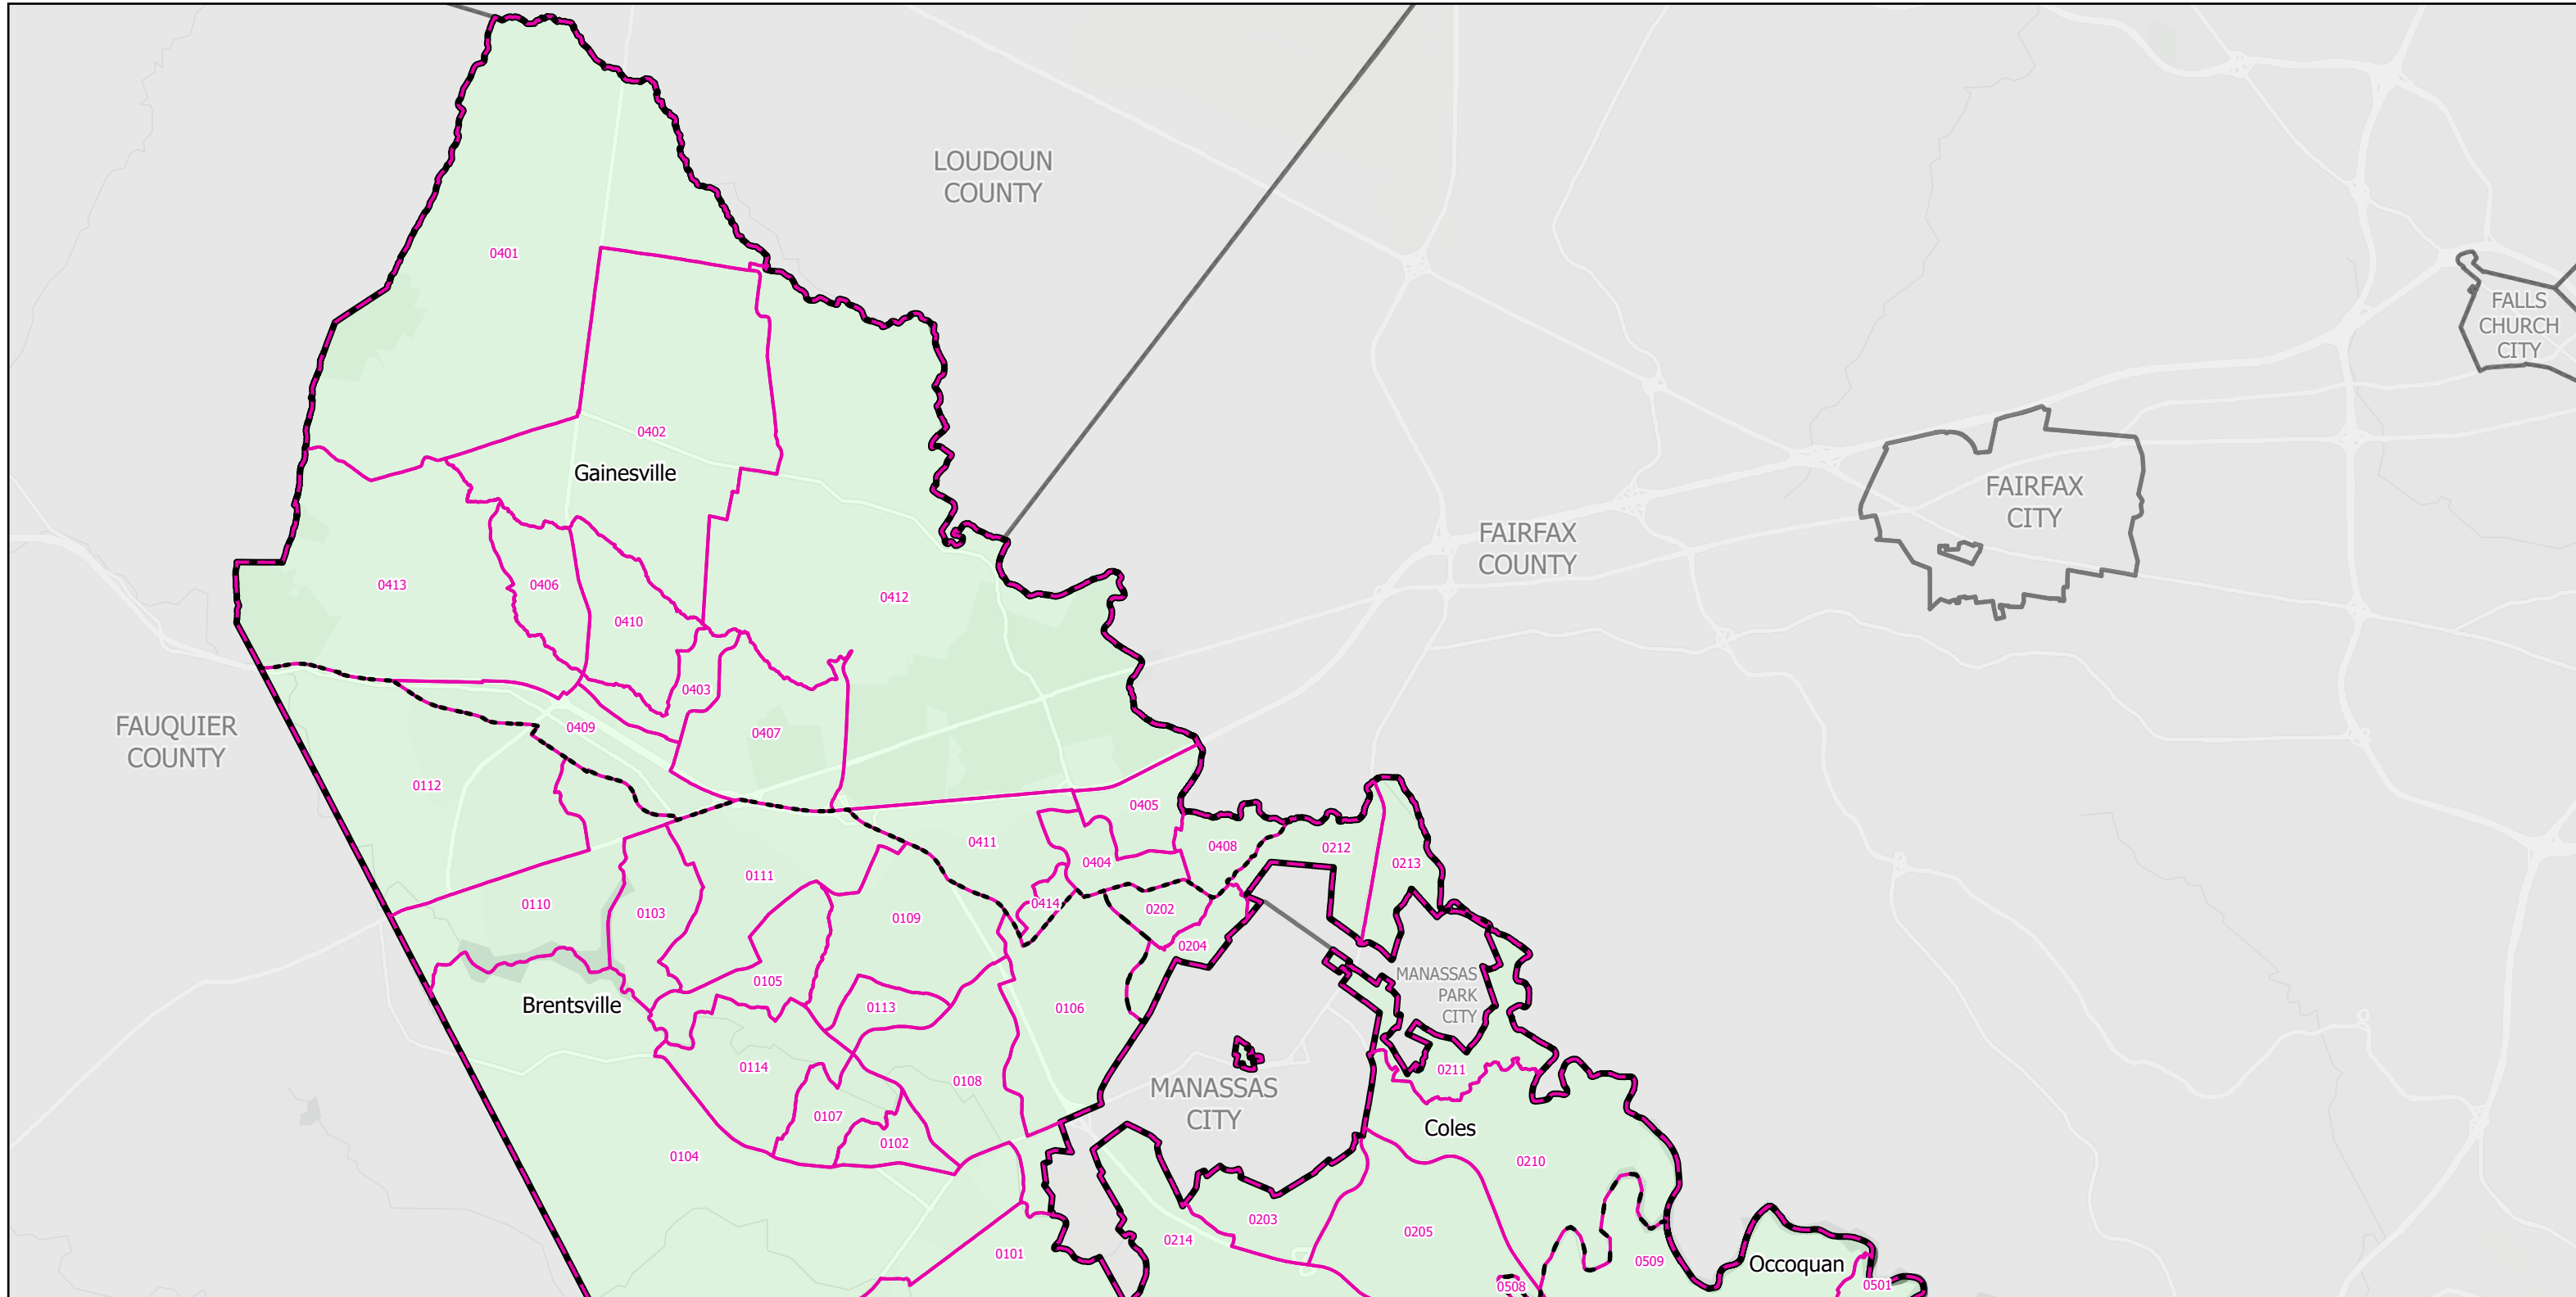 LOUDOUN
COUNTY
0401
FALLS
CHURCH
CITY
0402
Gainesville
FAIRFAX
CITY
FAIRFAX
COUNTY
0413
0406
0412
0410
0403
FAUQUIER
COUNTY
0409
0407
0112
0405
0411
0408
0212
0404
0213
0111
0110
0103
0414
0202
0109
0204
MANASSAS
PARK
CITY
0105
Brentsville
0113
0106
0114
0211
0108
MANASSAS
CITY
0107
Coles
0102
0104
0210
0203
0205
0214
0101
0509
Occoquan
0508
0501